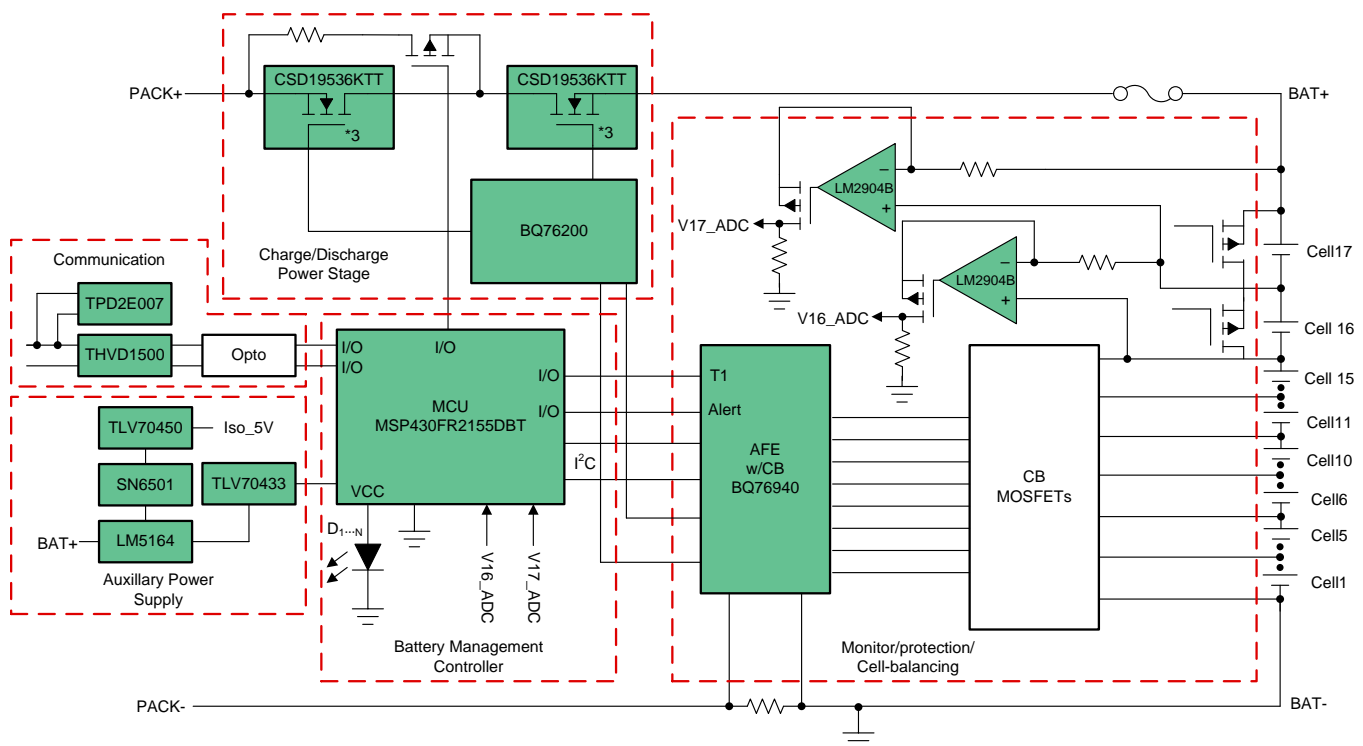 CSD19536KTT
*3
CSD19536KTT
*3
PACK+
BAT+
BQ76200
Charge/Discharge
Power Stage
LM2904B
−
+
V17_ADC
LM2904B
−
+
V16_ADC
Cell17
Cell 16
Cell 15
Cell11
Cell10
Cell6
Cell5
Cell1
Communication
TPD2E007
THVD1500
Opto
I/O
I/O
I/O
I/O
I/O
MCU
MSP430FR2155DBT
VCC
I²C
T1
Alert
AFE
w/CB
BQ76940
CB
MOSFETs
TLV70450
Iso_5V
SN6501
TLV70433
BAT+
LM5164
Auxillary Power
Supply
D1...N
V16_ADC
V17_ADC
Battery Management
Controller
Monitor/protection/
Cell-balancing
PACK-
BAT-